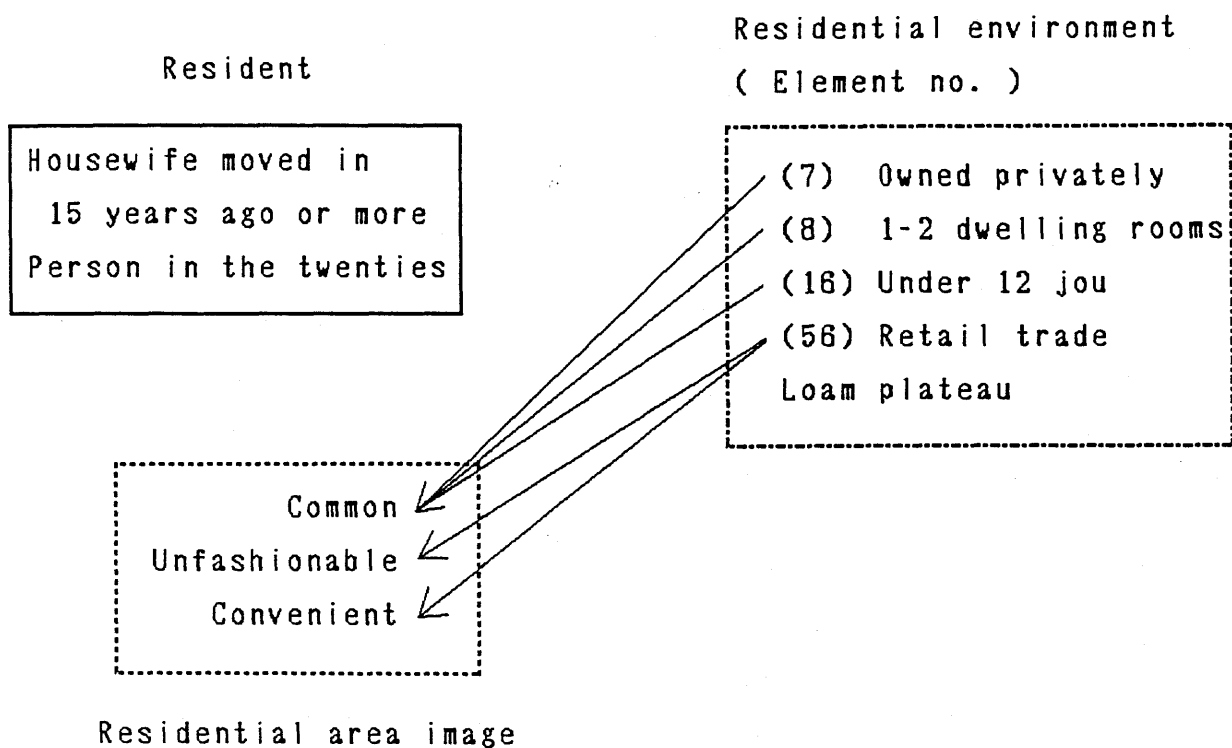 Resident
Residential environment
( Element no. )
Housewife moved in
15 years ago or more
Person in the twenties
(7) Owned privately
(8) 1-2 dwelling rooms
(16) Under 12 jou
(56) Retail trade
Loam plateau
Common
Unfashionable
Convenient
Residential area image